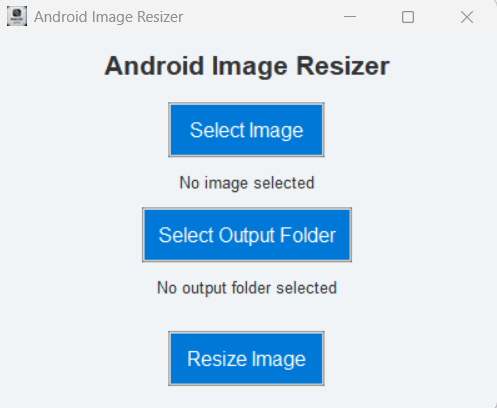 Android Image Resizer
Android Image Resizer
Select Image
No image selected
Select Output Folder
No output folder selected
Resize Image